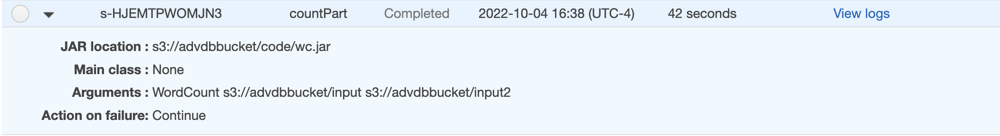 s-HJEMTPWOMJN3 countPart Completed 2022-10-04 16:38 (UTC-4) 42 seconds View logs
JAR location : s3://advdbbucket/code/wc.jar
Main class : None
Arguments : WordCount s3://advdbbucket/input s3://advdbbucket/input2
Action on failure: Continue